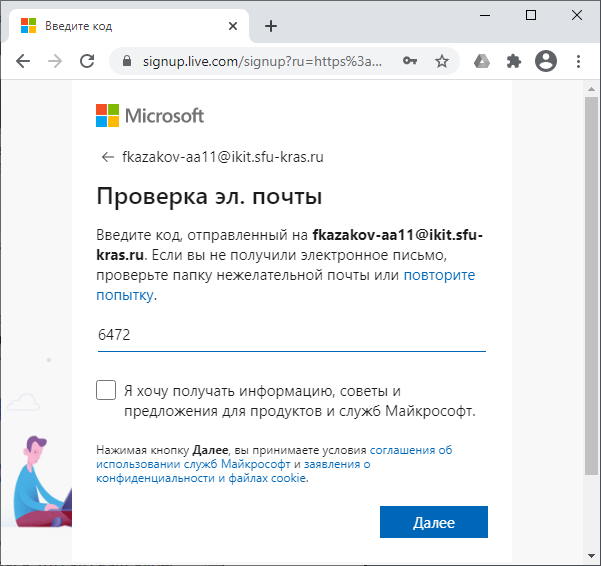 Введите код
signup.live.com/signup?ru=https%3a...
Microsoft
fkazakov-aa11@ikit.sfu-kras.ru
Проверка эл. почты
Введите код, отправленный на fkazakov-aa11@ikit.sfu-
kras.ru. Если вы не получили электронное письмо,
проверьте папку нежелательной почты или повторите
попытку.
6472
Я хочу получать информацию, советы и
предложения для продуктов и служб Майкрософт.
Нажимая кнопку Далее, вы принимаете условия соглашения об
использовании служб Майкрософт и заявления о
конфиденциальности и файлах cookie.
Далее